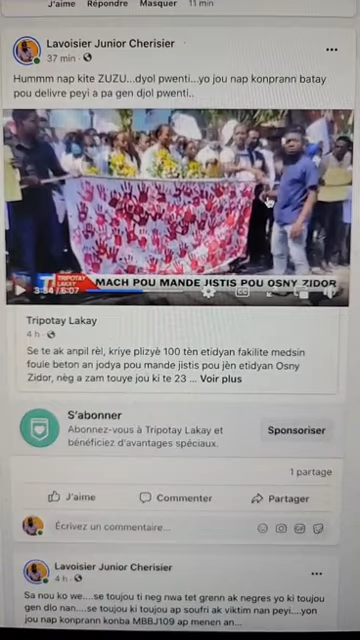 J'aime Répondre Masquer 11 min
Lavoisier Junior Cherisier
37 min ·
Hummm nap kite ZUZU...dyol pwenti...yo jou nap konprann batay
pou delivre peyi a pa gen djol pwenti..
T TRIPOTAY LAKAY
MACH POU MANDE JISTIS POU OSNY ZIDOR
3:34 / 6:07
Tripotay Lakay
4 h ·
Se te ak anpil rèl, kriye plizyè 100 tèn etidyan fakilite medsin
foule beton an jodya pou mande jistis pou jèn etidyan Osny
Zidor, nèg a zam touye jou ki te 23 ... Voir plus
S'abonner
Abonnez-vous à Tripotay Lakay et
bénéficiez d'avantages spéciaux.
Sponsoriser
1 partage
J'aime Commenter Partager
Écrivez un commentaire...
Lavoisier Junior Cherisier
4 h ·
Sa nou ko we....se toujou ti neg nwa tet grenn ak negres yo ki toujou
gen dlo nan....se toujou ki toujou ap soufri ak viktim nan peyi....yon
jou nap konprann konba MBBJ109 ap menen an...